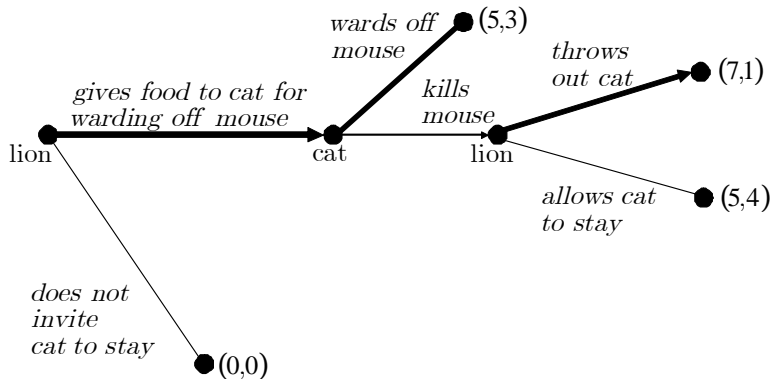 wards off
mouse
(5,3)
throws
out cat
(7,1)
gives food to cat for
warding off mouse
kills
mouse
lion
cat
lion
allows cat
to stay
(5,4)
does not
invite
cat to stay
(0,0)